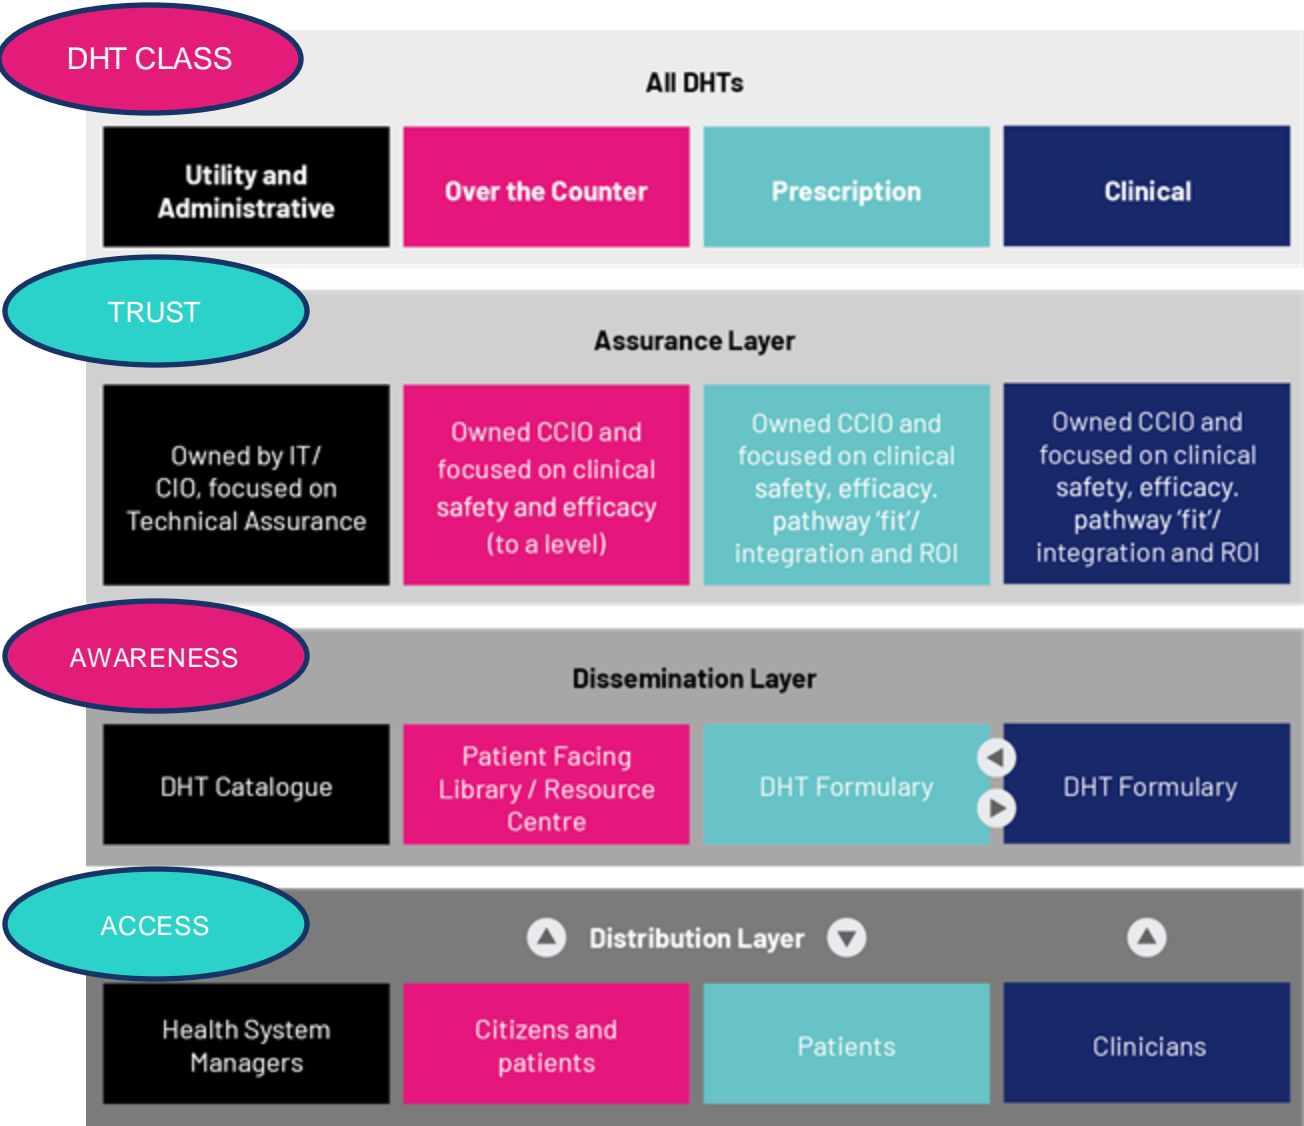 DHT CLASS
All DHTs
Utility and
Administrative
Over the Counter
Prescription
Clinical
TRUST
Assurance Layer
Owned by IT/
CIO, focused on
Technical Assurance
Owned CCIO and
focused on clinical
safety and efficacy
(to a level)
Owned CCIO and
focused on clinical
safety, efficacy.
pathway ‘fit’/
integration and ROI
Owned CCIO and
focused on clinical
safety, efficacy.
pathway ‘fit’/
integration and ROI
AWARENESS
Dissemination Layer
DHT Catalogue
Patient Facing
Library / Resource
Centre
DHT Formulary
DHT Formulary
ACCESS
Distribution Layer
Health System
Managers
Citizens and
patients
Patients
Clinicians